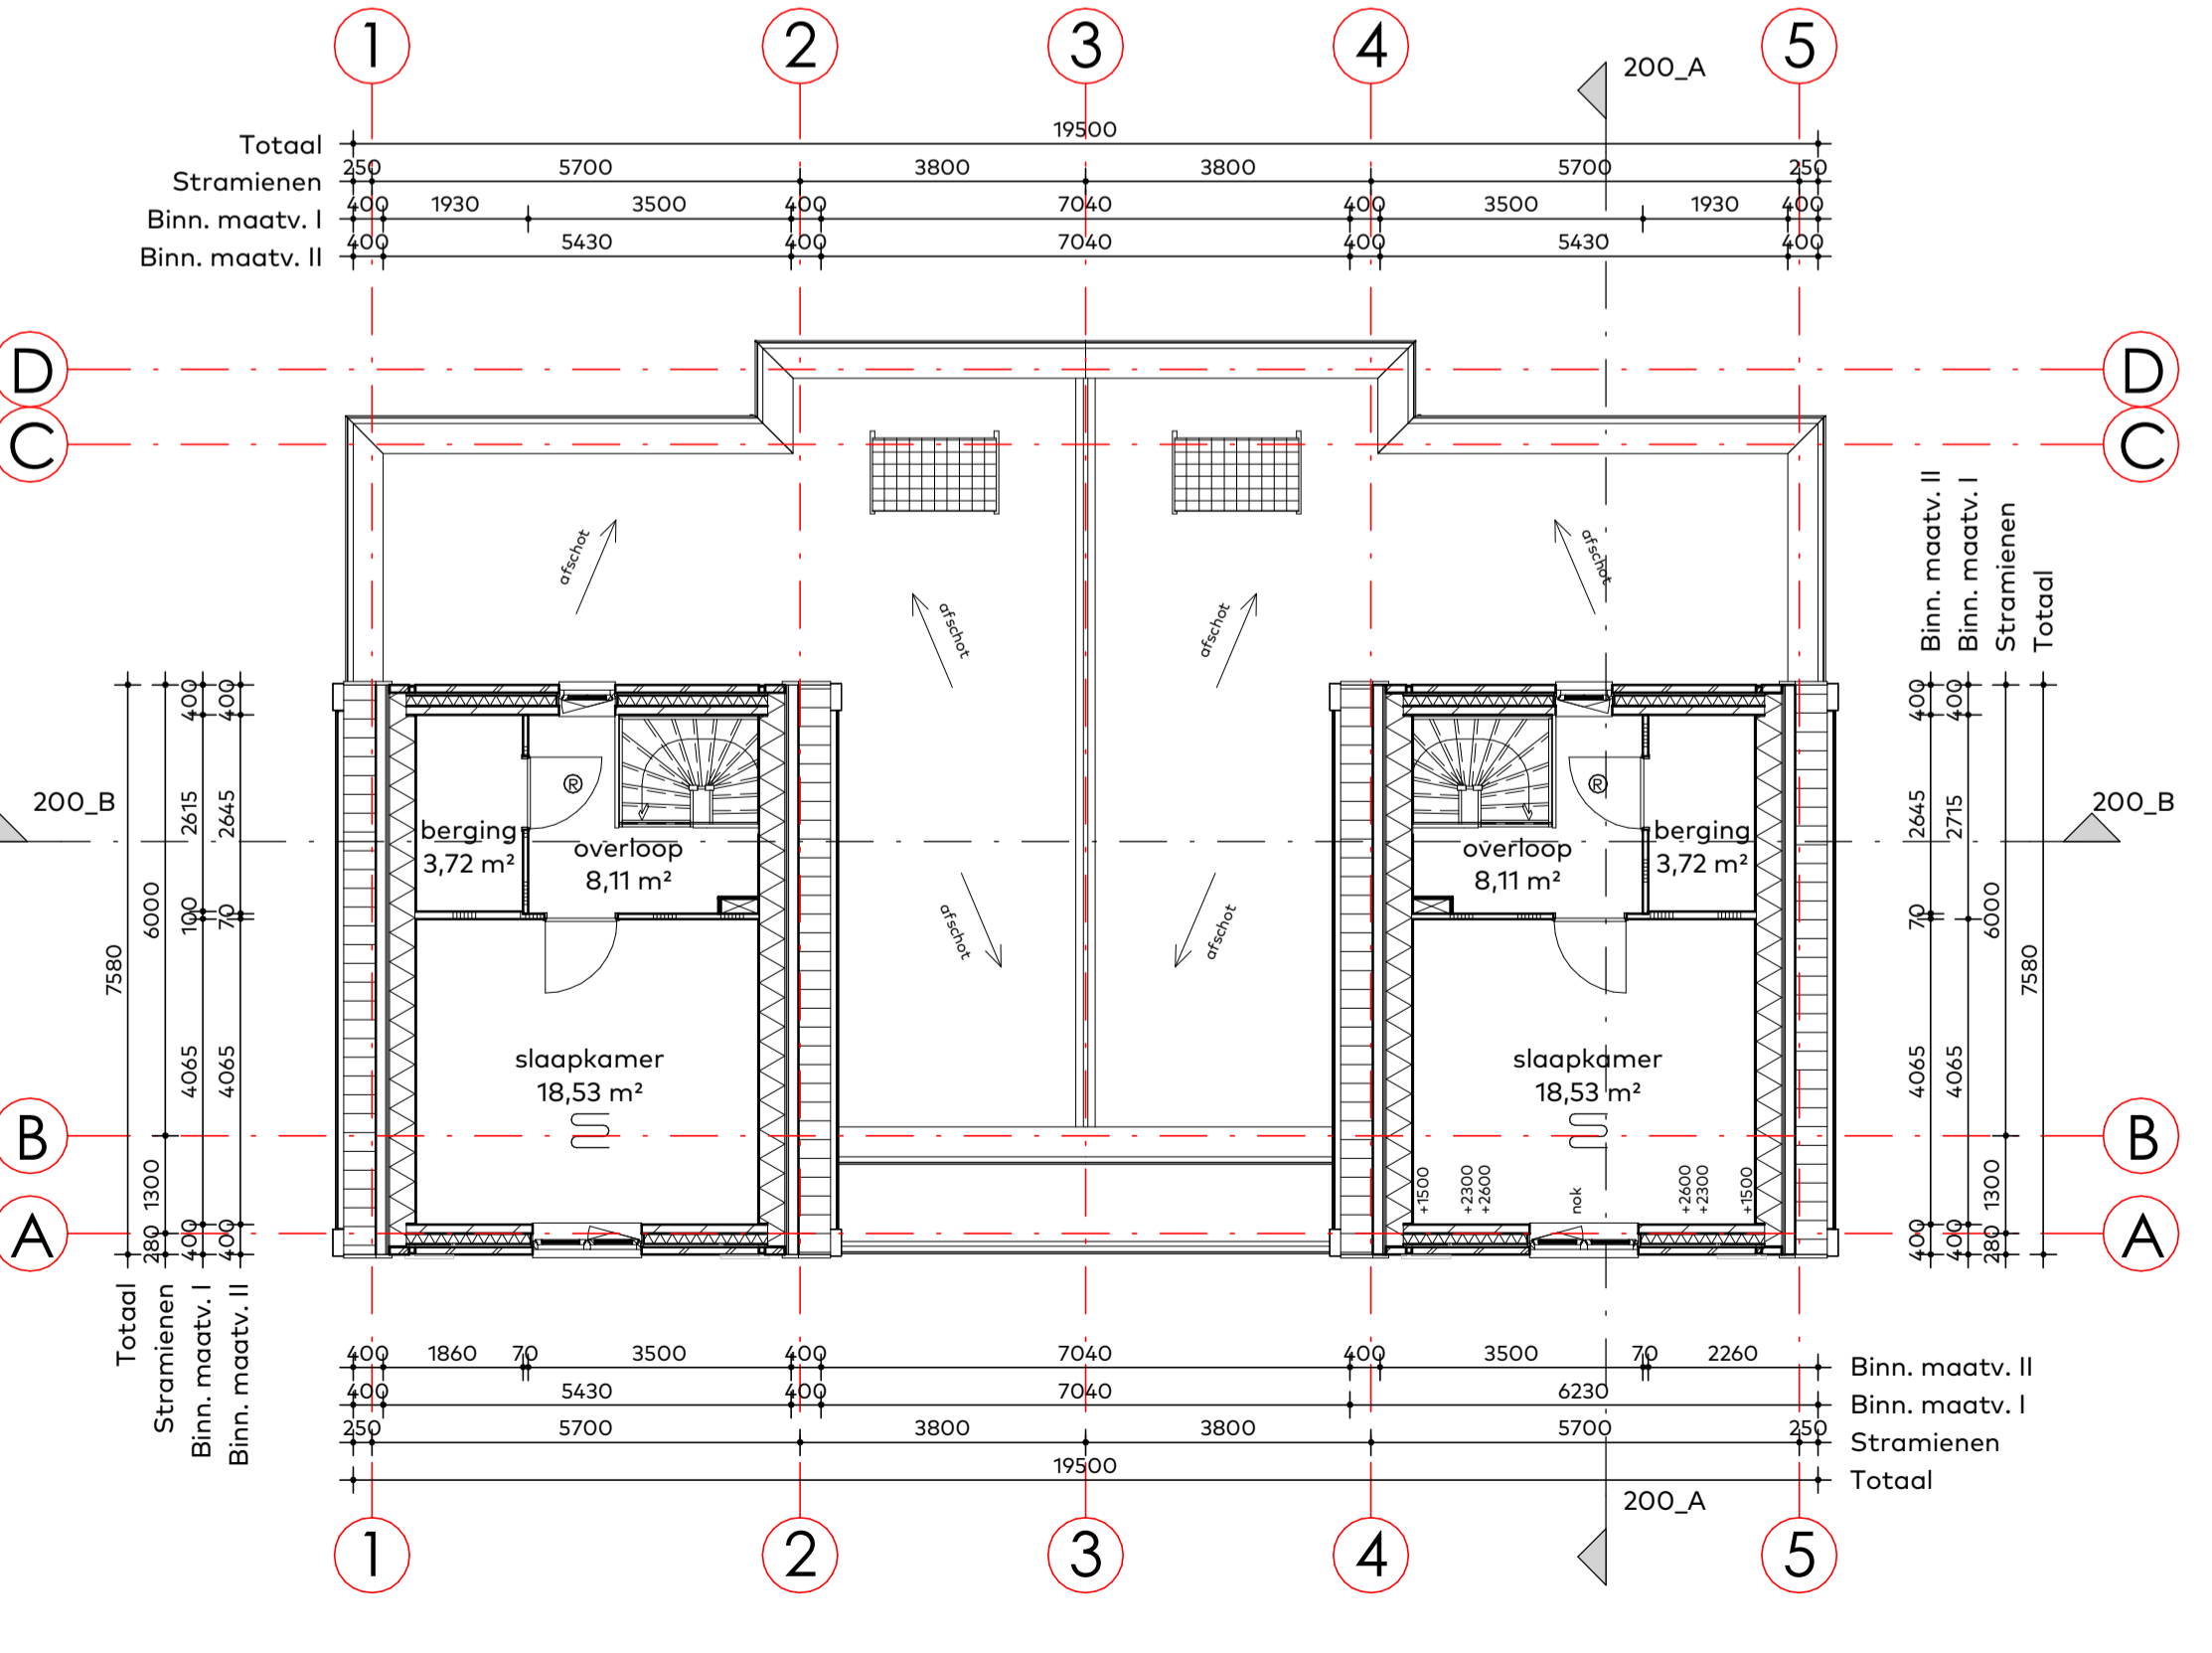 1 2 3 4 5
200_A
Totaal 19500
Stramienen 250 5700 3800 3800 5700 250
Binn. maatv. I 400 1930 3500 400 7040 400 3500 1930 400
Binn. maatv. II 400 5430 400 7040 400 5430 400
D D
C C
afschot afschot
afschot afschot
Binn. maatv. II
Binn. maatv. I
Stramienen
Totaal
200_B 200_B
® ®
berging overloop overloop berging
3,72 m² 8,11 m² 8,11 m² 3,72 m²
afschot afschot
slaapkamer slaapkamer
18,53 m² 18,53 m²
B B
+1500 +2300 +2600 nok +2600 +2300 +1500
A A
7580
280 1300 6000
400 4065 100 2615 400
400 4065 70 2645 400
400 4065 70 2645 400
400 4065 2715 400
280 1300 6000
7580
Totaal
Stramienen
Binn. maatv. I
Binn. maatv. II
400 1860 70 3500 400 7040 400 3500 70 2260 Binn. maatv. II
400 5430 400 7040 6230 Binn. maatv. I
250 5700 3800 3800 5700 250 Stramienen
19500 Totaal
200_A
1 2 3 4 5